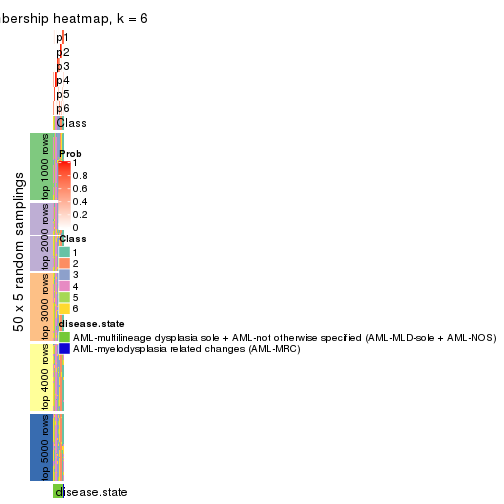 bership heatmap, k = 6
p1
p2
p3
p4
p5
p6
Class
50 x 5 random samplings
top 1000 rows
top 2000 rows
top 3000 rows
top 4000 rows
top 5000 rows
Prob
1
0.8
0.6
0.4
0.2
0
Class
1
2
3
4
5
6
disease.state
AML-multilineage dysplasia sole + AML-not otherwise specified (AML-MLD-sole + AML-NOS)
AML-myelodysplasia related changes (AML-MRC)
disease.state